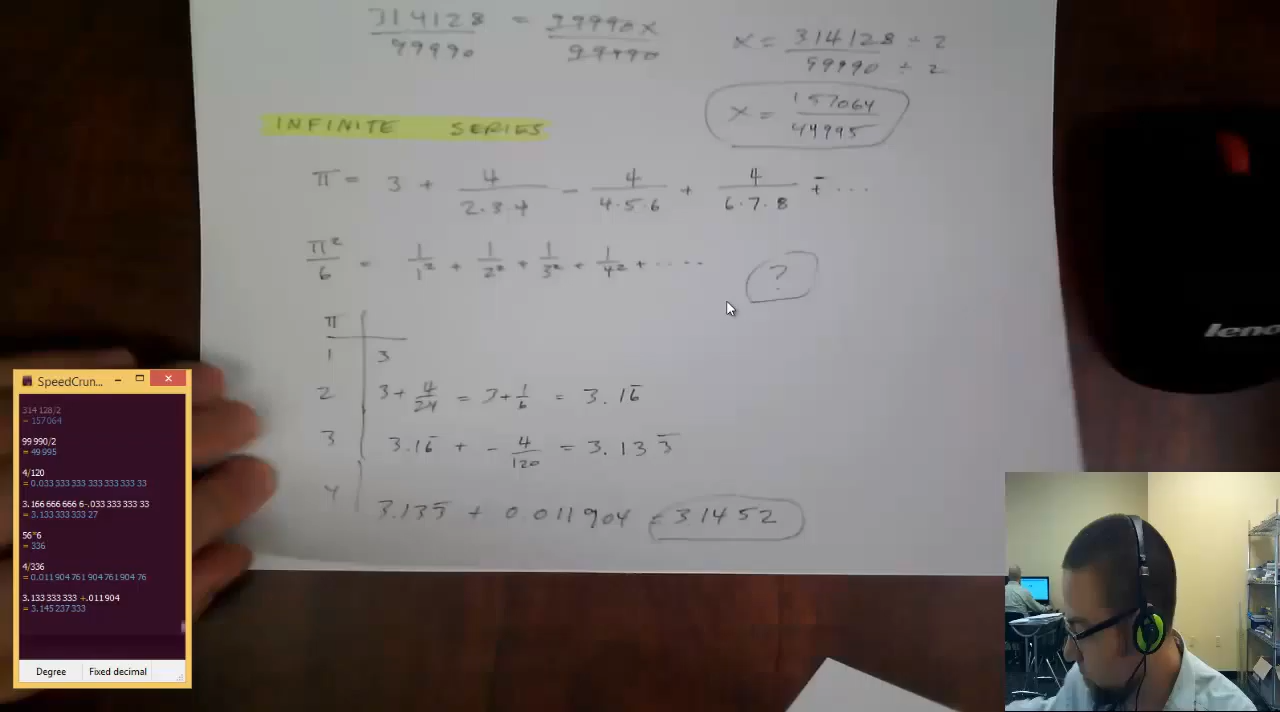 314128 / 99990 = 99990x / 99990
x = 314128 ÷ 2 / 99990 ÷ 2
x = 157064 / 49995
INFINITE SERIES
π = 3 + 4 / 2·3·4 − 4 / 4·5·6 + 4 / 6·7·8 ∓ ...
π² / 6 = 1/1² + 1/2² + 1/3² + 1/4² + .... ?
π
1 3
2 3 + 4/24 = 3 + 1/6 = 3.16̅
3 3.16̅ + − 4/120 = 3.133̅
4 3.133̅ + 0.011904 = 3.1452
lenovo
SpeedCrun...
314 128/2
= 157064
99 990/2
= 49 995
4/120
= 0.033 333 333 333 333 333 33
3.166 666 666 6-.033 333 333 33
= 3.133 333 333 27
56*6
= 336
4/336
= 0.011 904 761 904 761 904 76
3.133 333 333 +.011 904
= 3.145 237 333
Degree Fixed decimal